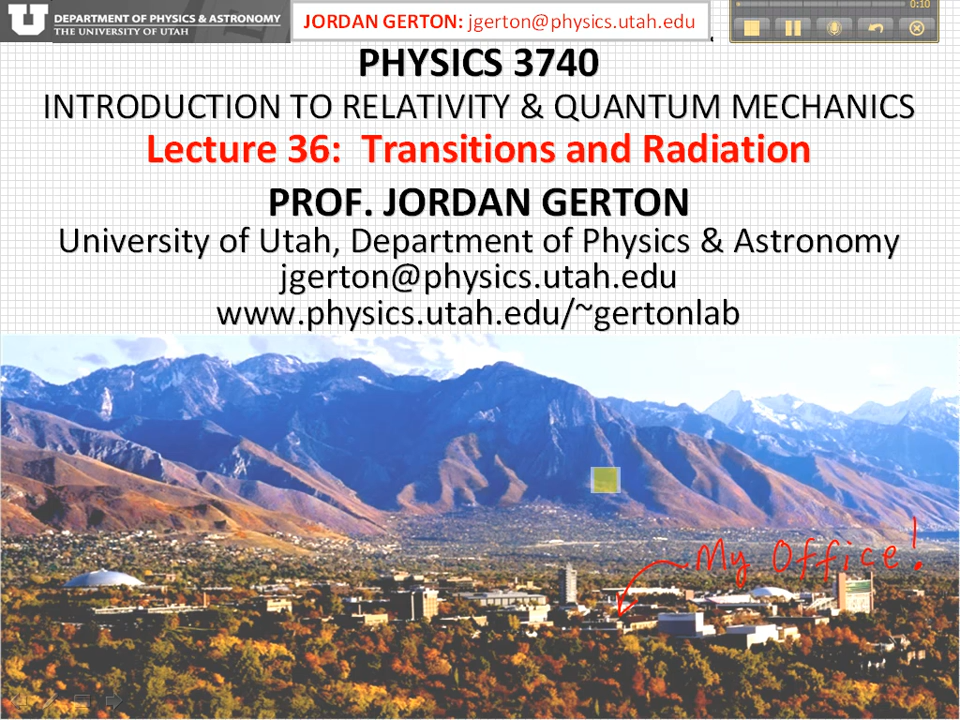 U
DEPARTMENT OF PHYSICS & ASTRONOMY
THE UNIVERSITY OF UTAH
JORDAN GERTON: jgerton@physics.utah.edu
0:10
PHYSICS 3740
INTRODUCTION TO RELATIVITY & QUANTUM MECHANICS
Lecture 36: Transitions and Radiation
PROF. JORDAN GERTON
University of Utah, Department of Physics & Astronomy
jgerton@physics.utah.edu
www.physics.utah.edu/~gertonlab
My Office!